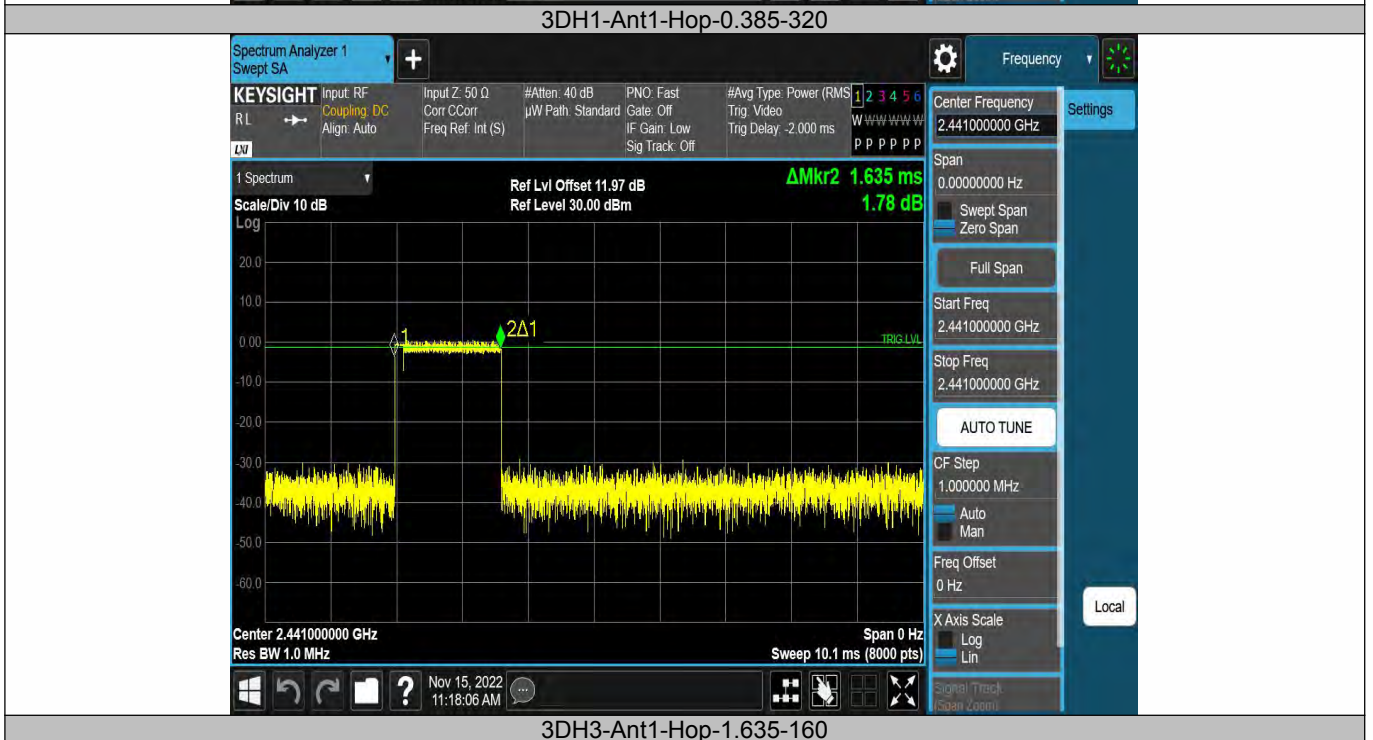 3DH1-Ant1-Hop-0.385-320
Spectrum Analyzer 1
Swept SA
+
Frequency
KEYSIGHT
RL
LXI
Input: RF
Coupling: DC
Align: Auto
Input Z: 50 Ω
Corr CCorr
Freq Ref: Int (S)
#Atten: 40 dB
µW Path: Standard
PNO: Fast
Gate: Off
IF Gain: Low
Sig Track: Off
#Avg Type: Power (RMS
Trig: Video
Trig Delay: -2.000 ms
1 2 3 4 5 6
W W W W W W
P P P P P P
1 Spectrum
Scale/Div 10 dB
Log
Ref Lvl Offset 11.97 dB
Ref Level 30.00 dBm
ΔMkr2 1.635 ms
1.78 dB
20.0
10.0
0.00
-10.0
-20.0
-30.0
-40.0
-50.0
-60.0
1
2Δ1
TRIG LVL
Center 2.441000000 GHz
Res BW 1.0 MHz
Span 0 Hz
Sweep 10.1 ms (8000 pts)
Center Frequency
2.441000000 GHz
Settings
Span
0.00000000 Hz
Swept Span
Zero Span
Full Span
Start Freq
2.441000000 GHz
Stop Freq
2.441000000 GHz
AUTO TUNE
CF Step
1.000000 MHz
Auto
Man
Freq Offset
0 Hz
X Axis Scale
Log
Lin
Signal Track
(Span Zoom)
Local
?
Nov 15, 2022
11:18:06 AM
3DH3-Ant1-Hop-1.635-160